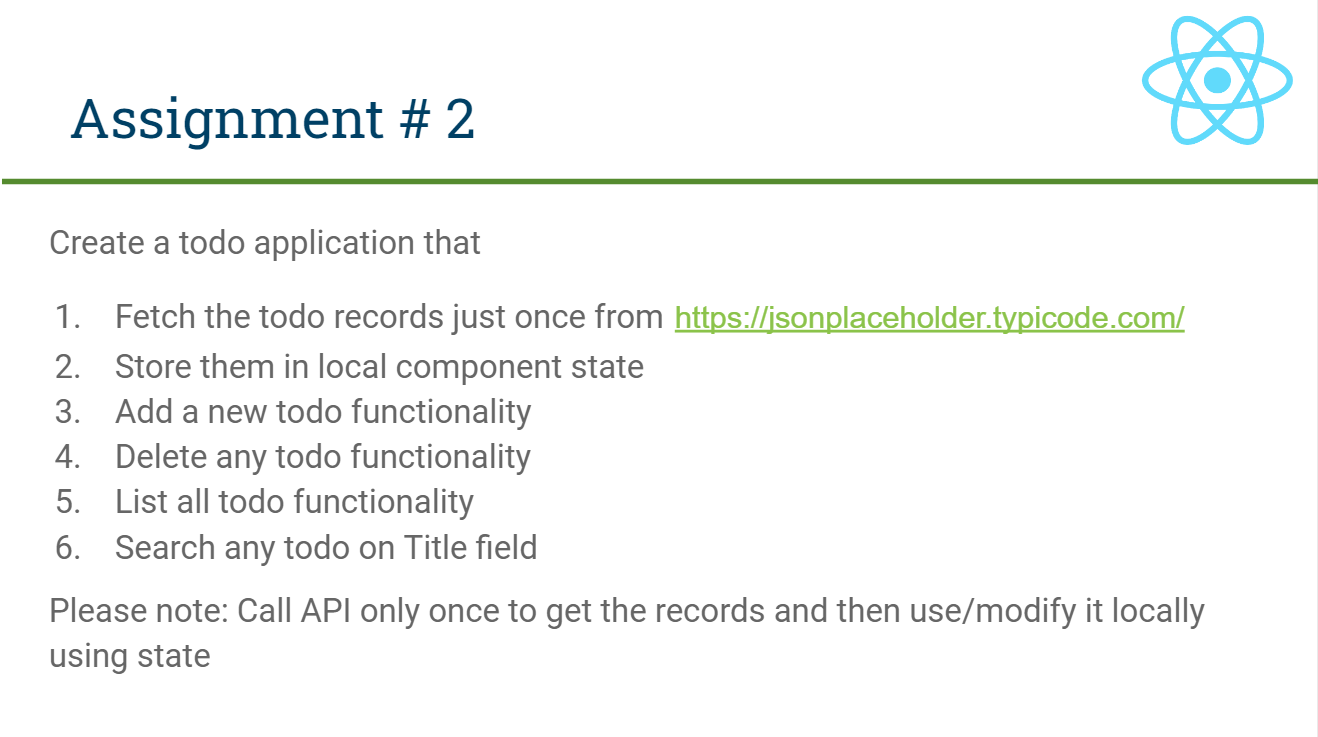 Assignment # 2
Create a todo application that
1. Fetch the todo records just once from https://jsonplaceholder.typicode.com/
2. Store them in local component state
3. Add a new todo functionality
4. Delete any todo functionality
5. List all todo functionality
6. Search any todo on Title field
Please note: Call API only once to get the records and then use/modify it locally
using state